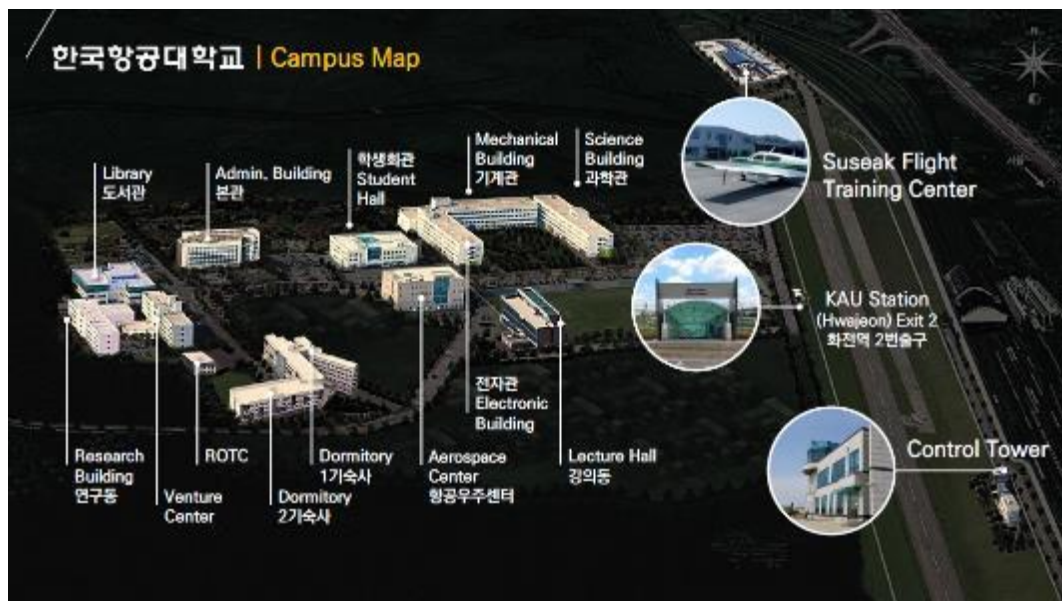 한국항공대학교 | Campus Map
Library
도서관
Admin. Building
본관
학생회관
Student
Hall
Mechanical
Building
기계관
Science
Building
과학관
Suseak Flight
Training Center
KAU Station
(Hwajeon) Exit 2
화전역 2번출구
전자관
Electronic
Building
Control Tower
Research
Building
연구동
Venture
Center
ROTC
Dormitory
1기숙사
Dormitory
2기숙사
Aerospace
Center
항공우주센터
Lecture Hall
강의동